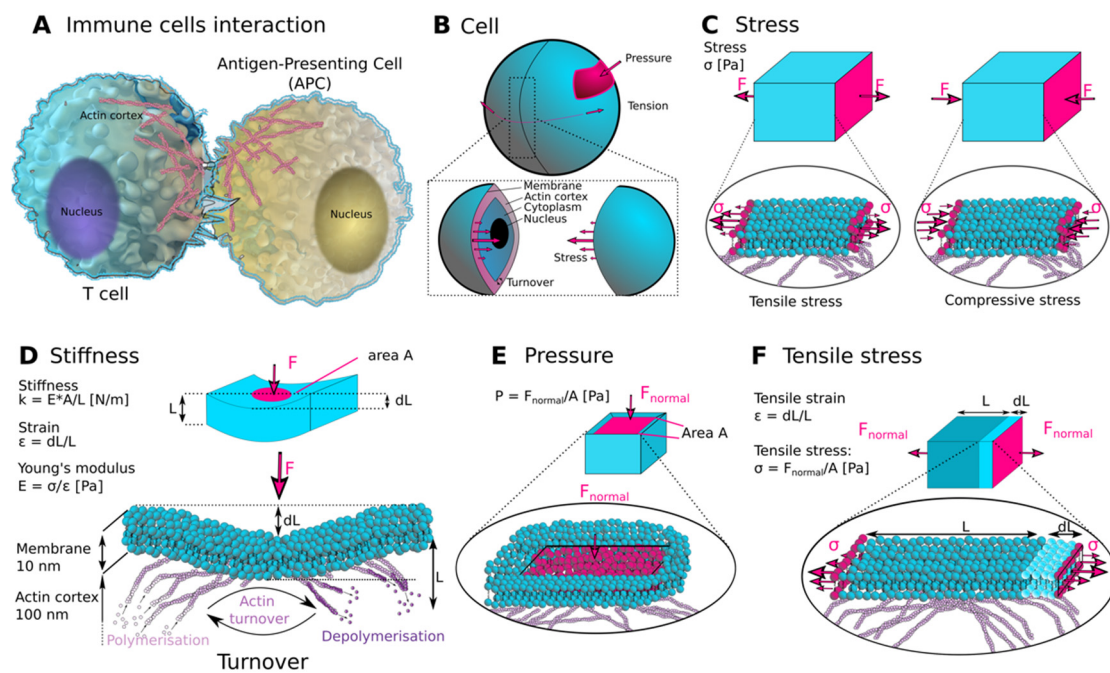 A Immune cells interaction
Antigen-Presenting Cell
(APC)
Actin cortex
Nucleus
Nucleus
T cell
B Cell
Pressure
Tension
Membrane
Actin cortex
Cytoplasm
Nucleus
Stress
Turnover
C Stress
Stress
σ [Pa]
F
F
F
F
σ
σ
σ
σ
Tensile stress
Compressive stress
D Stiffness
Stiffness
k = E*A/L [N/m]
Strain
ε = dL/L
Young's modulus
E = σ/ε [Pa]
F
area A
L
dL
F
dL
Membrane
10 nm
L
Actin cortex
100 nm
Actin
turnover
Polymerisation
Depolymerisation
Turnover
E Pressure
P = Fnormal/A [Pa]
Fnormal
Area A
Fnormal
F Tensile stress
Tensile strain
ε = dL/L
L
dL
Fnormal
Fnormal
Tensile stress:
σ = Fnormal/A [Pa]
L
dL
σ
σ